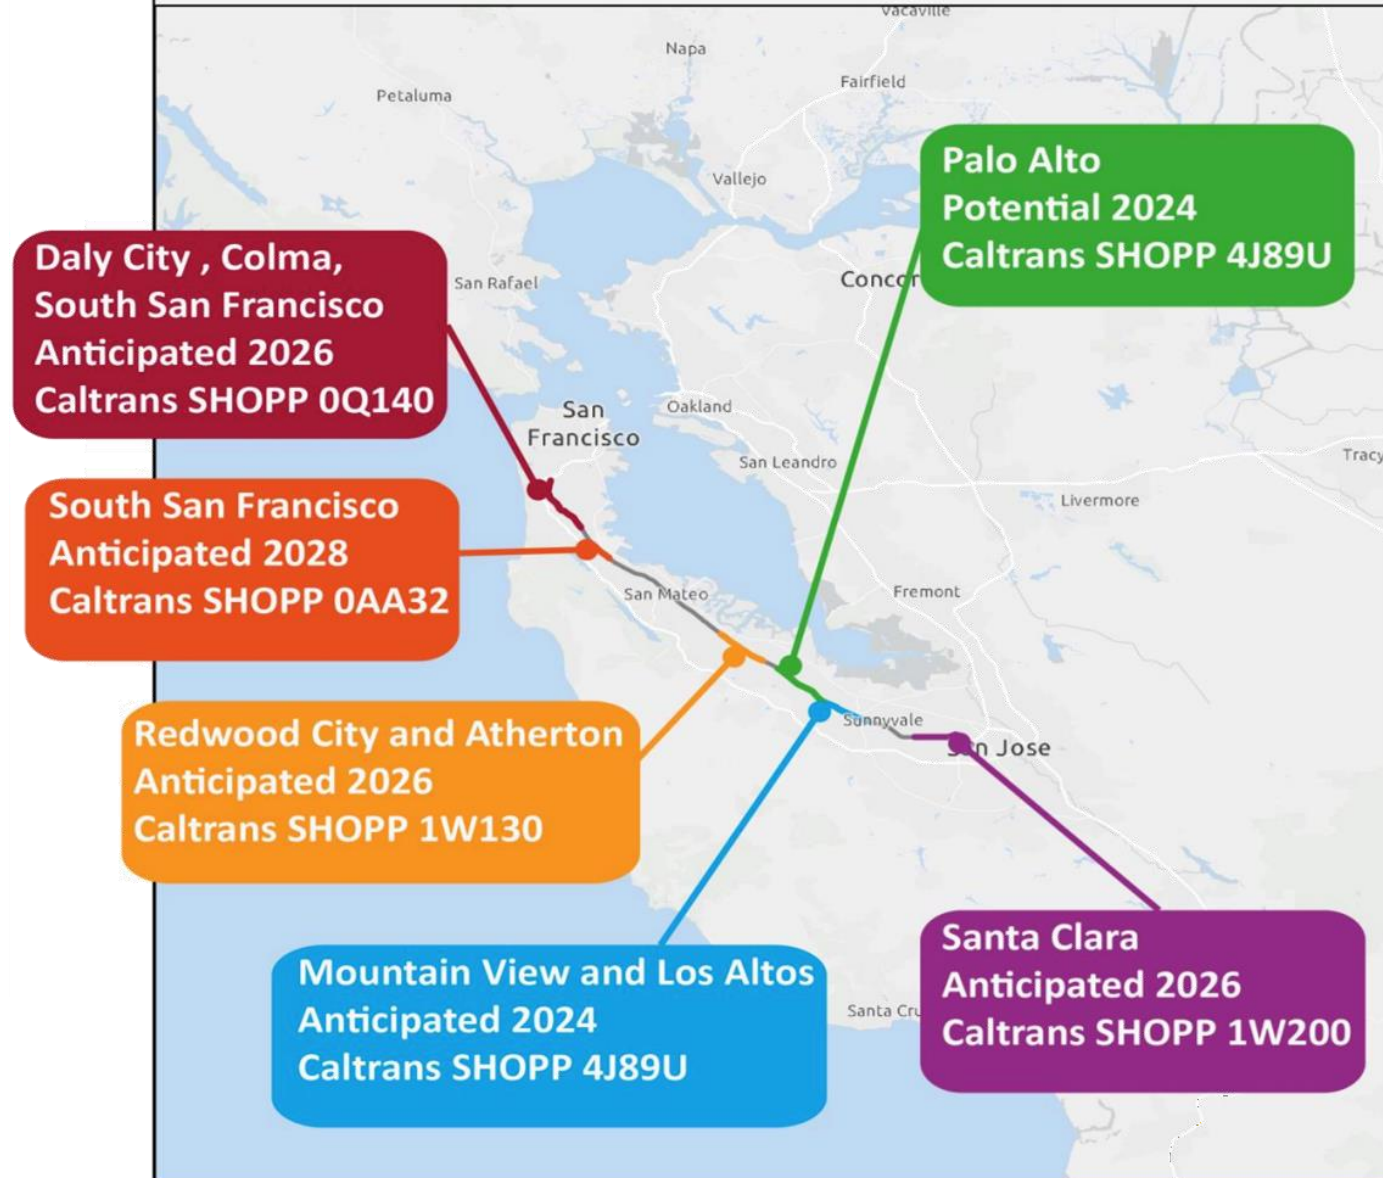 Vacaville
Napa
Fairfield
Petaluma
Palo Alto
Potential 2024
Caltrans SHOPP 4J89U
Vallejo
Daly City , Colma,
South San Francisco
Anticipated 2026
Caltrans SHOPP 0Q140
San Rafael
Concor
San
Francisco
Oakland
San Leandro
Tracy
Livermore
South San Francisco
Anticipated 2028
Caltrans SHOPP 0AA32
San Mateo
Fremont
Redwood City and Atherton
Anticipated 2026
Caltrans SHOPP 1W130
Sunnyvale
San Jose
Mountain View and Los Altos
Anticipated 2024
Caltrans SHOPP 4J89U
Santa Cru
Santa Clara
Anticipated 2026
Caltrans SHOPP 1W200